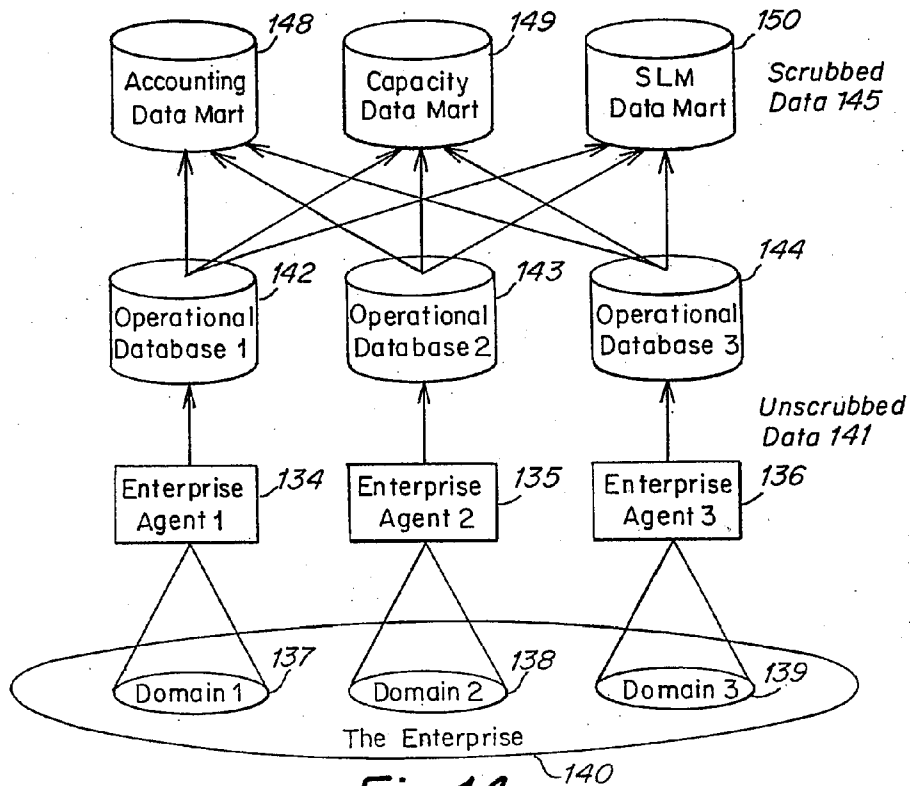 148
149
150
Accounting
Data Mart
Capacity
Data Mart
SLM
Data Mart
Scrubbed
Data 145
142
143
144
Operational
Database 1
Operational
Database 2
Operational
Database 3
Unscrubbed
Data 141
134
135
136
Enterprise
Agent 1
Enterprise
Agent 2
Enterprise
Agent 3
137
138
139
Domain 1
Domain 2
Domain 3
The Enterprise
140